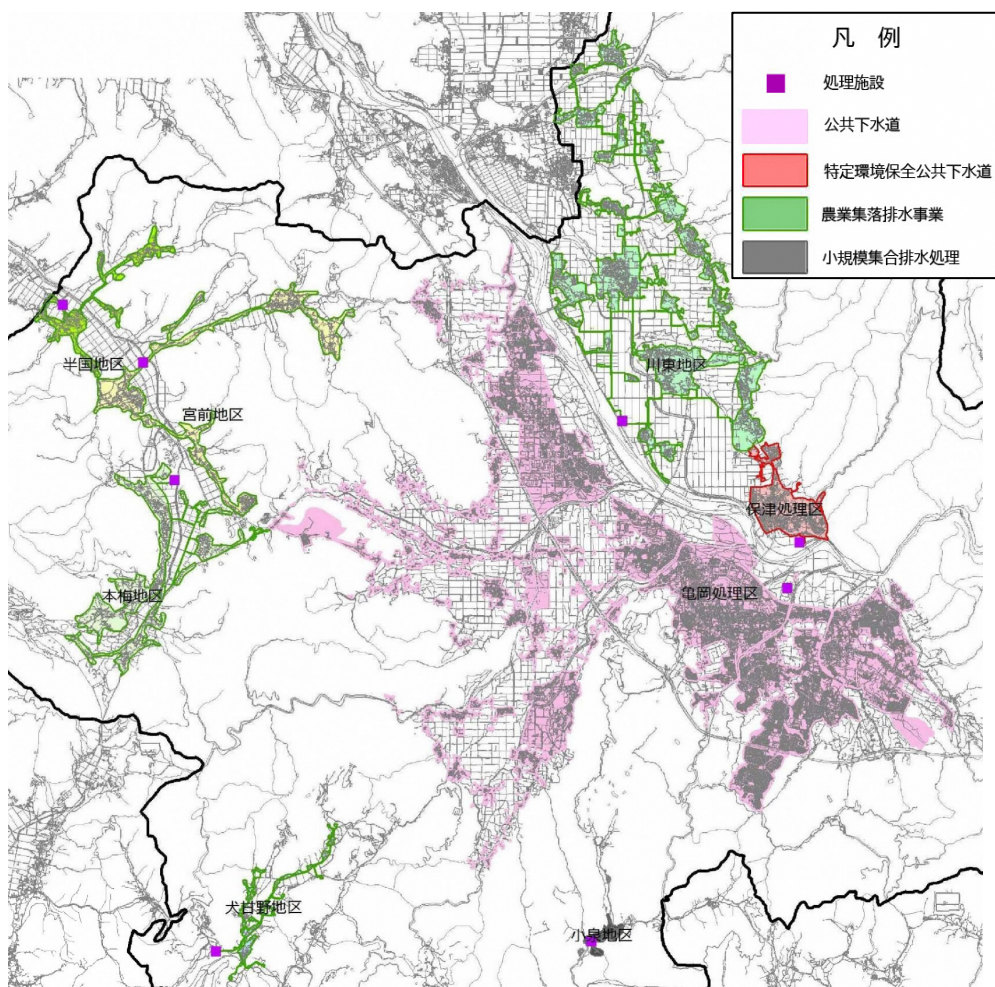 凡 例
処理施設
公共下水道
特定環境保全公共下水道
農業集落排水事業
小規模集合排水処理
半国地区
宮前地区
川東地区
保津処理区
亀岡処理区
本梅地区
犬甘野地区
小泉地区